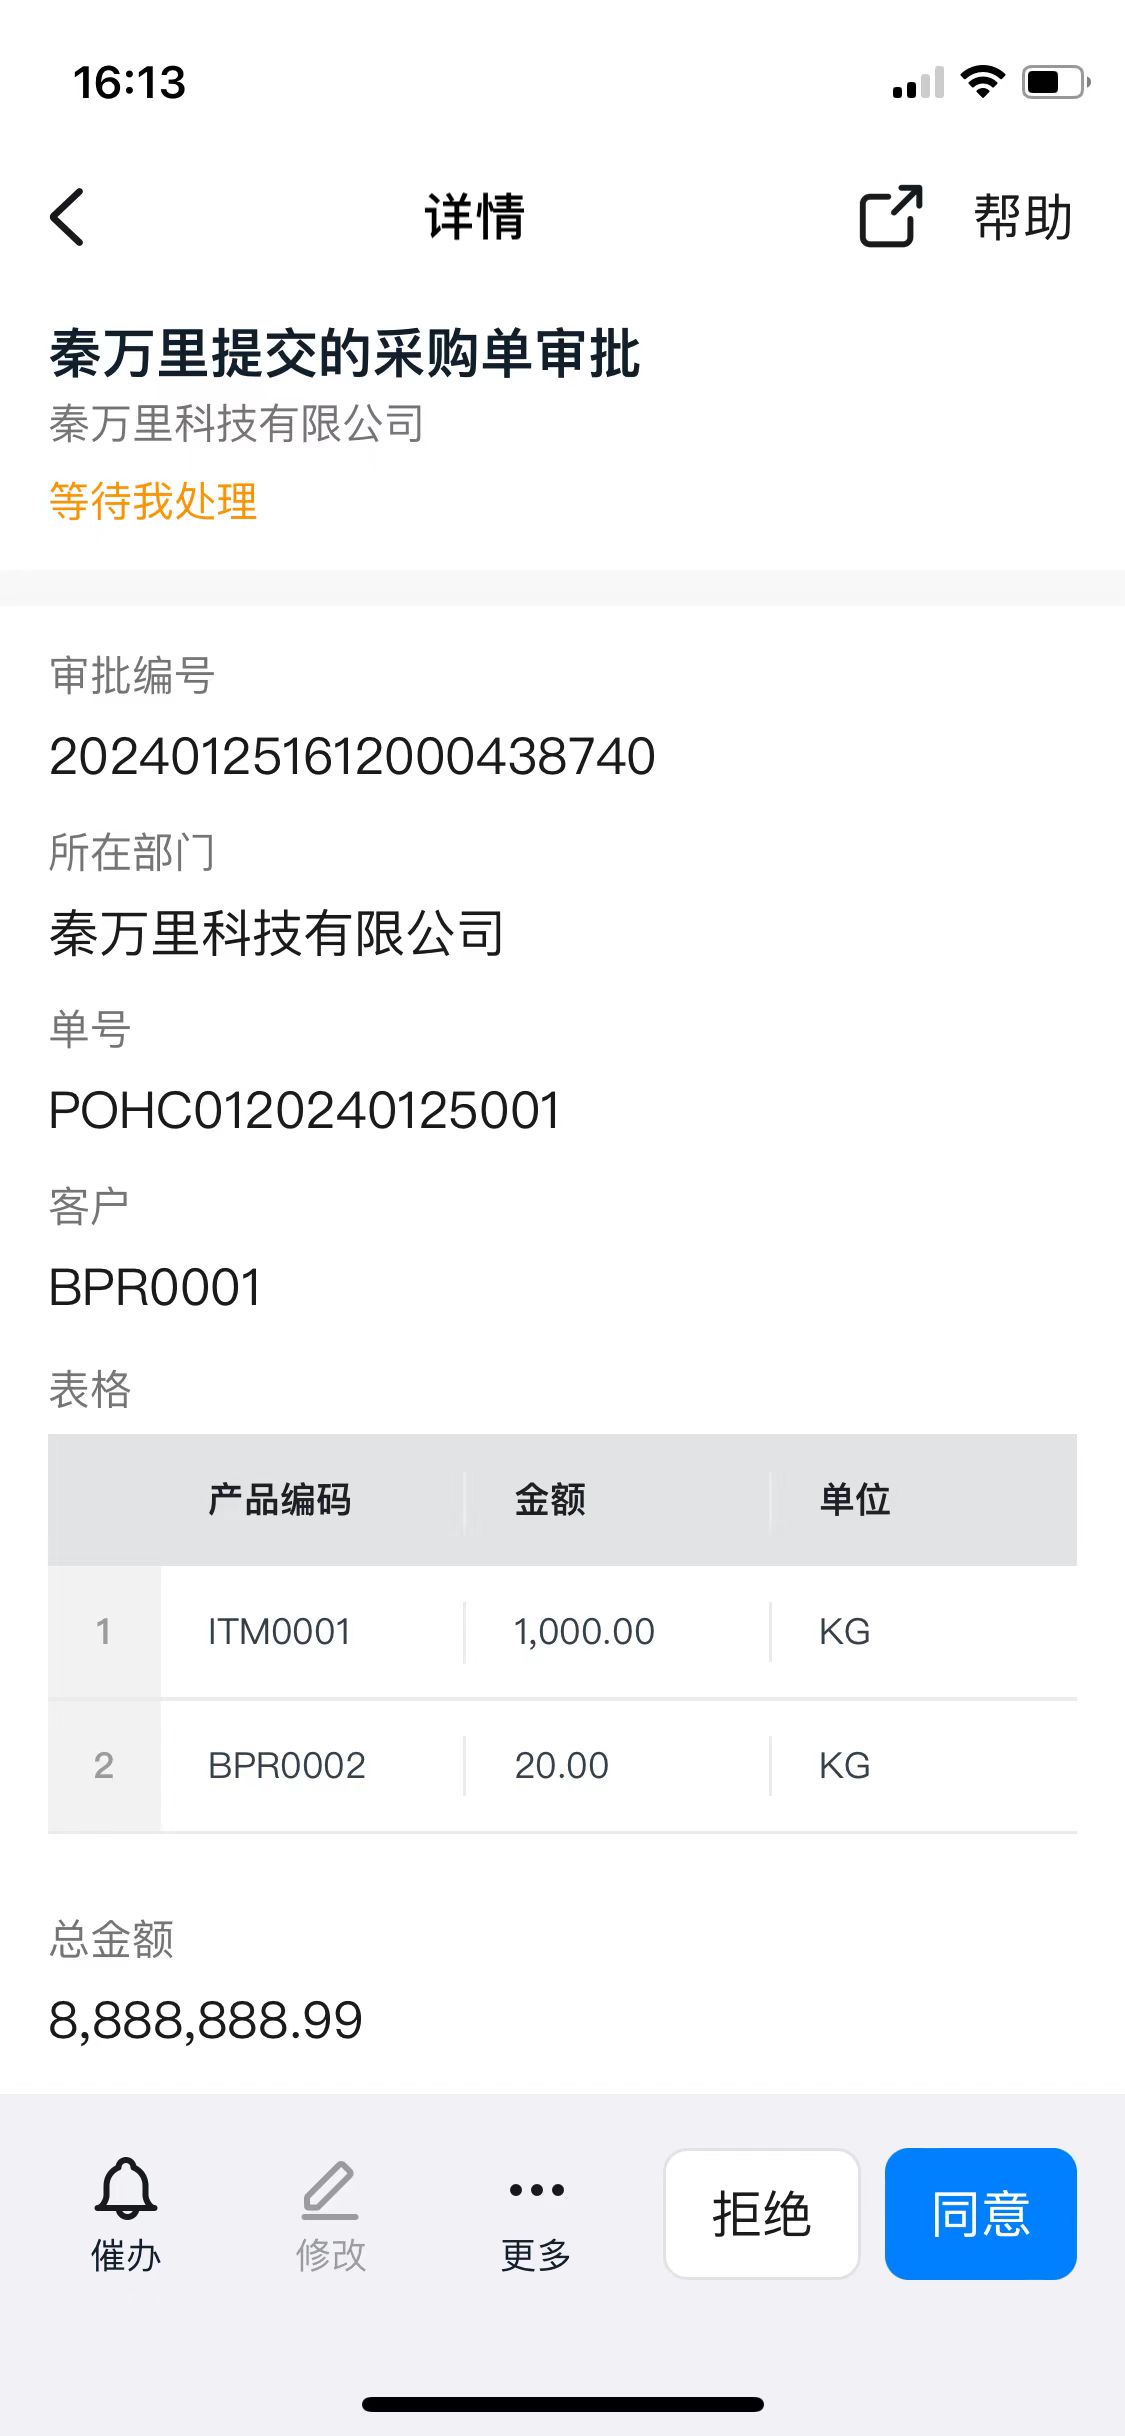 16:13
详情
帮助
秦万里提交的采购单审批
秦万里科技有限公司
等待我处理
审批编号
202401251612000438740
所在部门
秦万里科技有限公司
单号
POHC0120240125001
客户
BPR0001
表格
产品编码 金额 单位
1 ITM0001 1,000.00 KG
2 BPR0002 20.00 KG
总金额
8,888,888.99
催办 修改 更多 拒绝 同意